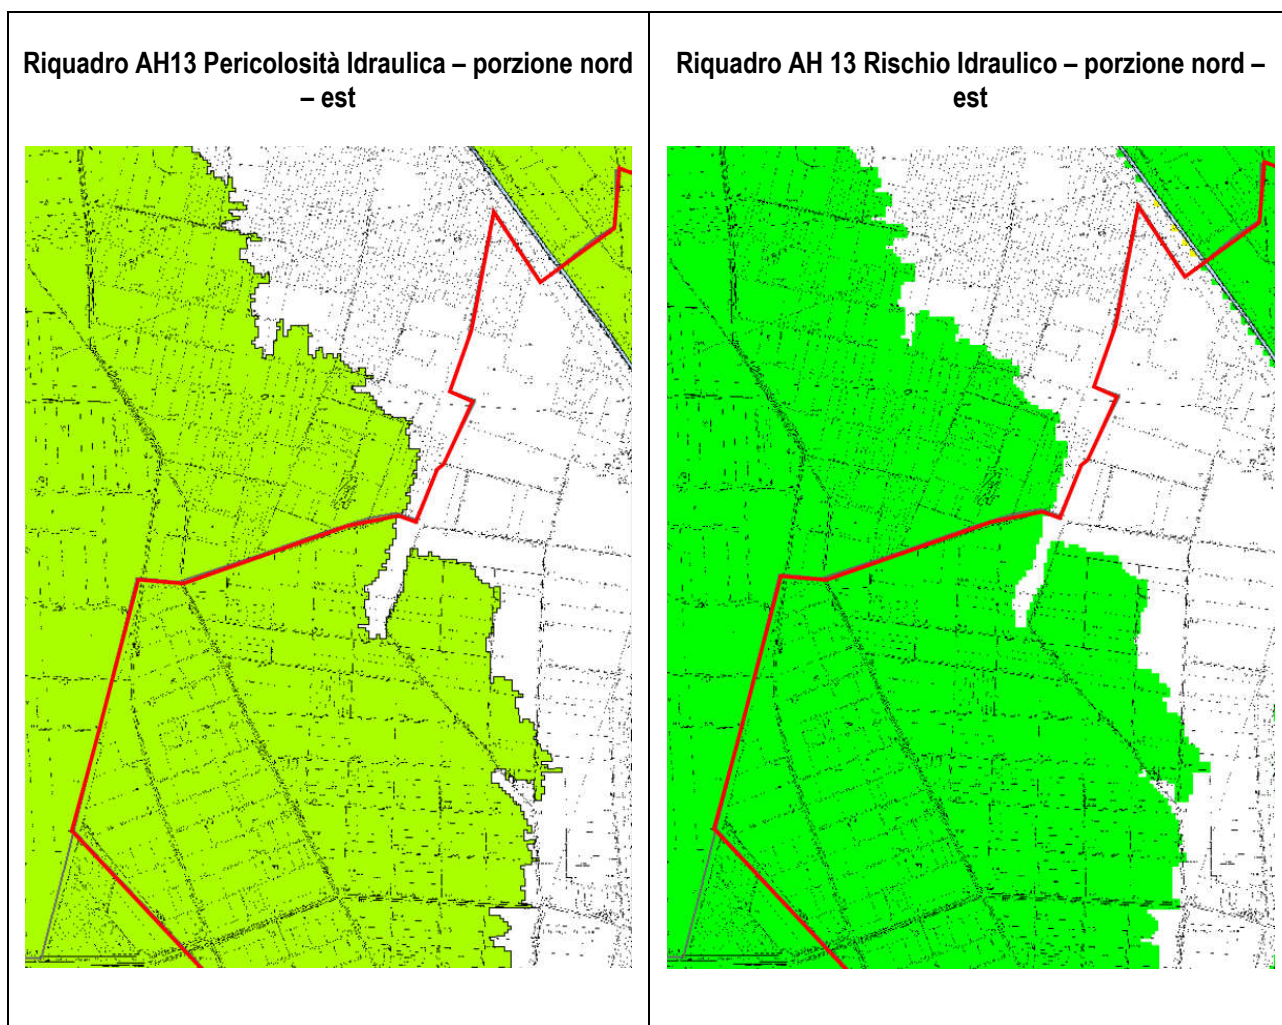 Riquadro AH13 Pericolosità Idraulica – porzione nord
– est
Riquadro AH 13 Rischio Idraulico – porzione nord –
est